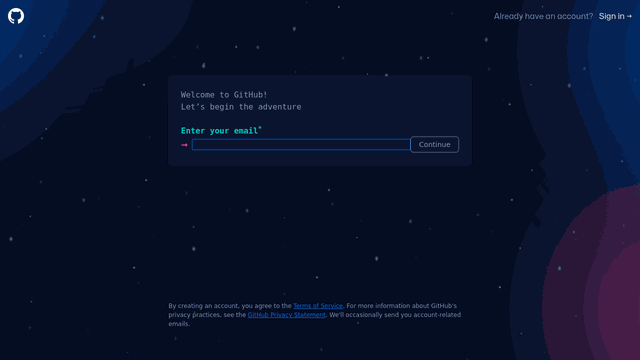 Already have an account? Sign in →
Welcome to GitHub!
Let's begin the adventure
Enter your email*
→
Continue
By creating an account, you agree to the Terms of Service. For more information about GitHub's
privacy practices, see the GitHub Privacy Statement. We'll occasionally send you account-related
emails.